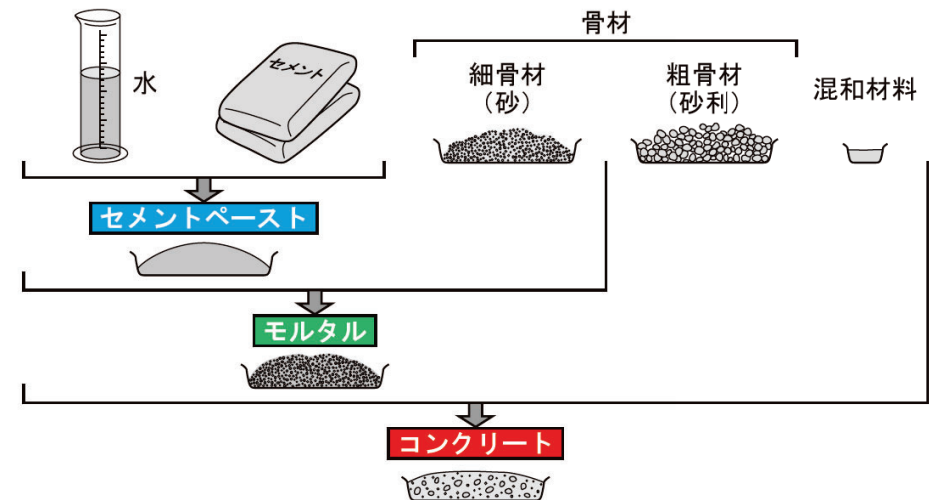 骨材
水
セメント
細骨材
（砂）
粗骨材
（砂利）
混和材料
セメントペースト
モルタル
コンクリート